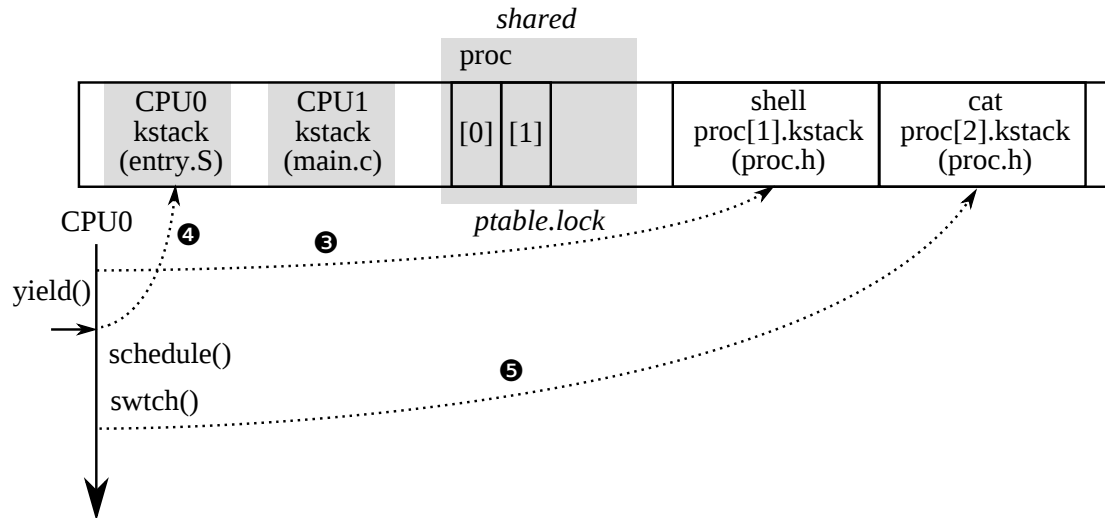 shared
proc
CPU0
kstack
(entry.S)
CPU1
kstack
(main.c)
[0]
[1]
shell
proc[1].kstack
(proc.h)
cat
proc[2].kstack
(proc.h)
ptable.lock
CPU0
❹
❸
yield()
schedule()
❺
swtch()